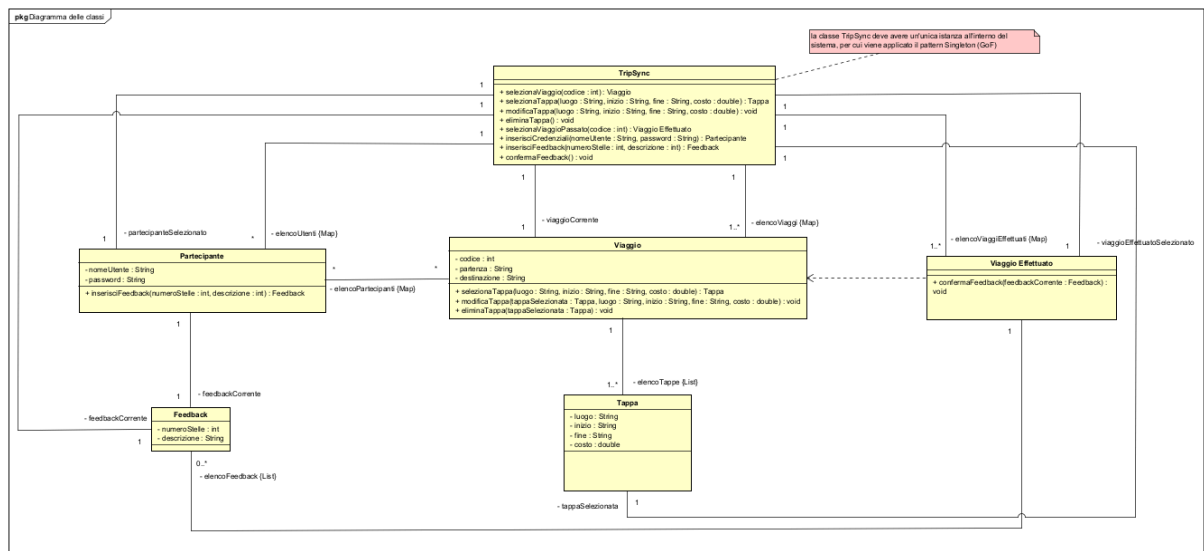 pkg Diagramma delle classi
la classe TripSync deve avere un'unica istanza all'interno del
sistema, per cui viene applicato il pattern Singleton (GoF)
TripSync
+ selezionaViaggio(codice : int) : Viaggio
+ selezionaTappa(luogo : String, inizio : String, fine : String, costo : double) : Tappa
+ modificaTappa(luogo : String, inizio : String, fine : String, costo : double) : void
+ eliminaTappa() : void
+ selezionaViaggioPassato(codice : int) : Viaggio Effettuato
+ inserisciCredenziali(nomeUtente : String, password : String) : Partecipante
+ inserisciFeedback(numeroStelle : int, descrizione : int) : Feedback
+ confermaFeedback() : void
1
1
1
1
1
1
1
1
1
- viaggioCorrente
- elencoViaggi {Map}
1
1..*
- partecipanteSelezionato
1
- elencoUtenti {Map}
*
- elencoViaggiEffettuati {Map}
1..*
- viaggioEffettuatoSelezionato
1
Partecipante
- nomeUtente : String
- password : String
+ inserisciFeedback(numeroStelle : int, descrizione : int) : Feedback
*
*
- elencoPartecipanti {Map}
Viaggio
- codice : int
- partenza : String
- destinazione : String
+ selezionaTappa(luogo : String, inizio : String, fine : String, costo : double) : Tappa
+ modificaTappa(tappaSelezionata : Tappa, luogo : String, inizio : String, fine : String, costo : double) : void
+ eliminaTappa(tappaSelezionata : Tappa) : void
Viaggio Effettuato
+ confermaFeedback(feedbackCorrente : Feedback) :
void
1
1
1
1
- feedbackCorrente
1..*
- elencoTappe {List}
- feedbackCorrente
1
Feedback
- numeroStelle : int
- descrizione : String
0..*
- elencoFeedback {List}
Tappa
- luogo : String
- inizio : String
- fine : String
- costo : double
- tappaSelezionata
1